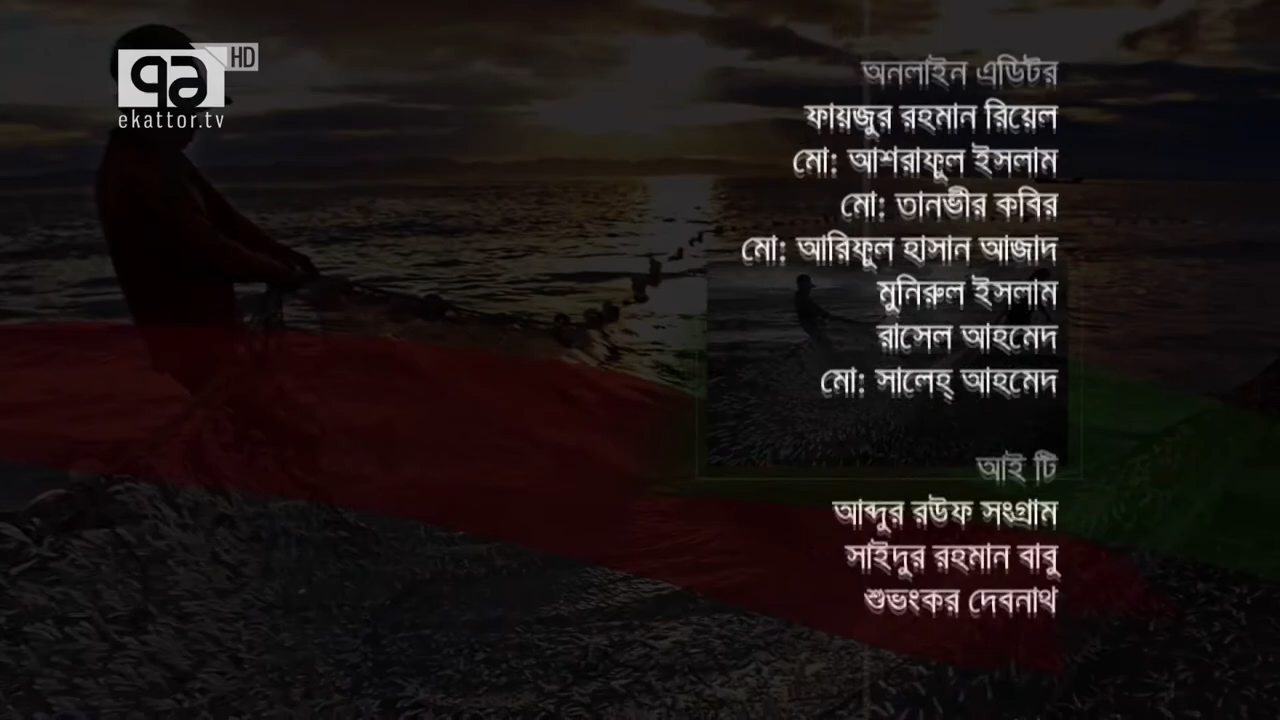 HD
ekattor.tv
অনলাইন এডিটর
ফায়জুর রহমান রিয়েল
মো: আশরাফুল ইসলাম
মো: তানভীর কবির
মো: আরিফুল হাসান আজাদ
মুনিরুল ইসলাম
রাসেল আহমেদ
মো: সালেহ্ আহমেদ
আই টি
আব্দুর রউফ সংগ্রাম
সাইদুর রহমান বাবু
শুভংকর দেবনাথ